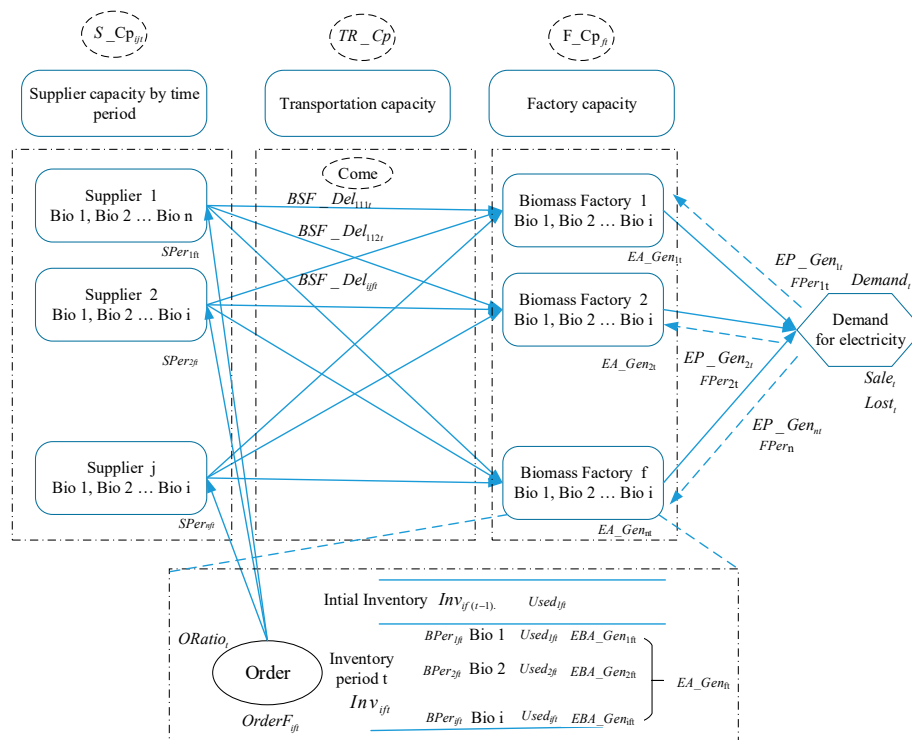 S_Cp_ijt
TR_Cp
F_Cp_ft
Supplier capacity by time
period
Transportation capacity
Factory capacity
Come
Supplier 1
Bio 1, Bio 2 … Bio n
SPer_1ft
Supplier 2
Bio 1, Bio 2 … Bio i
SPer_2ft
Supplier j
Bio 1, Bio 2 … Bio i
SPer_nft
BSF_Del_111t
BSF_Del_112t
BSF_Del_ijft
Biomass Factory 1
Bio 1, Bio 2 … Bio i
EA_Gen_1t
Biomass Factory 2
Bio 1, Bio 2 … Bio i
EA_Gen_2t
Biomass Factory f
Bio 1, Bio 2 … Bio i
EA_Gen_nt
EP_Gen_1t
FPer_1t
EP_Gen_2t
FPer_2t
EP_Gen_nt
FPer_n
Demand_t
Demand
for electricity
Sale_t
Lost_t
Intial Inventory Inv_if(t−1). Used_1ft
ORatio_t
Order
OrderF_ift
Inventory
period t
Inv_ift
BPer_1ft Bio 1 Used_1ft EBA_Gen_1ft
BPer_2ft Bio 2 Used_2ft EBA_Gen_2ft
BPer_ift Bio i Used_ift EBA_Gen_ift
EA_Gen_ft